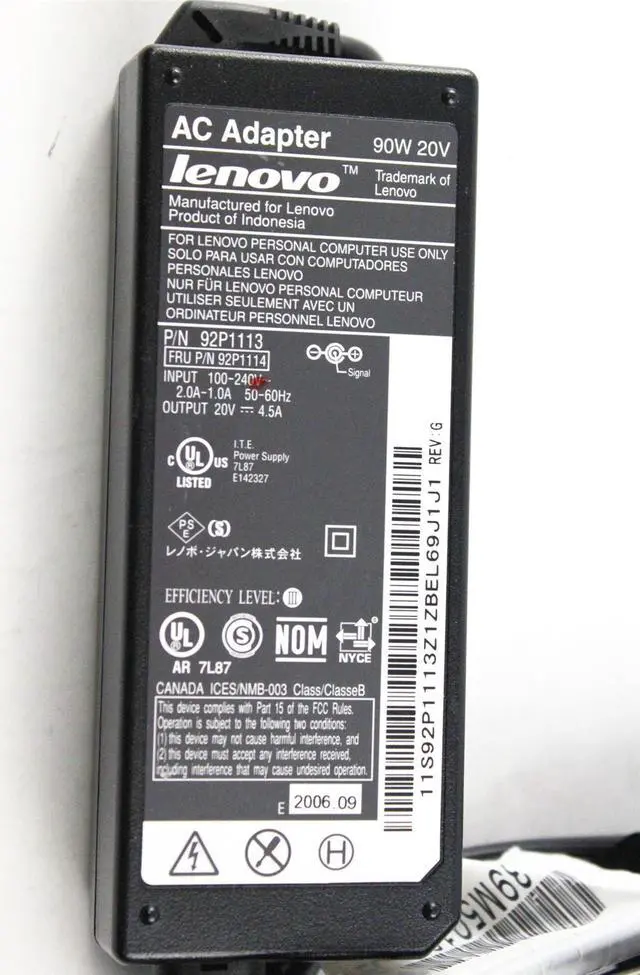 AC Adapter 90W 20V
lenovo™ Trademark of
Lenovo
Manufactured for Lenovo
Product of Indonesia
FOR LENOVO PERSONAL COMPUTER USE ONLY
SOLO PARA USAR CON COMPUTADORES
PERSONALES LENOVO
NUR FÜR LENOVO PERSONAL COMPUTEUR
UTILISER SEULEMENT AVEC UN
ORDINATEUR PERSONNEL LENOVO
P/N 92P1113
FRU P/N 92P1114
Signal
INPUT 100-240V~
2.0A-1.0A 50-60Hz
OUTPUT 20V ⎓ 4.5A
C UL ® US
LISTED
I.T.E.
Power Supply
7L87
E142327
PS
E
(S)
レノボ・ジャパン株式会社
EFFICIENCY LEVEL: III
UL
AR 7L87
S
NOM
NYCE
CANADA ICES/NMB-003 Class/ClasseB
This device complies with Part 15 of the FCC Rules.
Operation is subject to the following two conditions:
(1) this device may not cause harmful interference, and
(2) this device must accept any interference received,
including interference that may cause undesired operation.
E 2006.09
H
11S92P1113Z1ZBEL69J1J1 REV:G